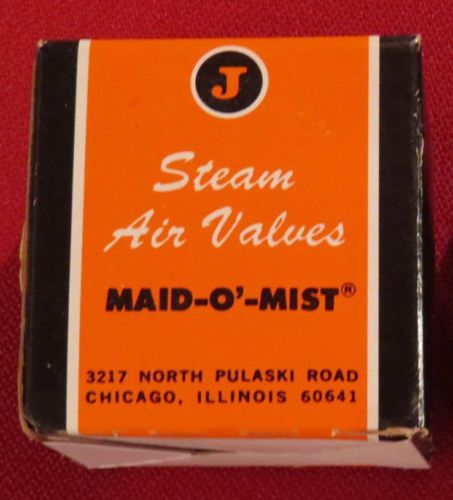 J
Steam
Air Valves
MAID-O'-MIST®
3217 NORTH PULASKI ROAD
CHICAGO, ILLINOIS 60641